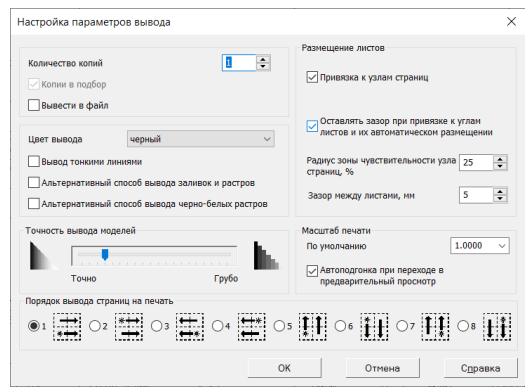 Настройка параметров вывода
Количество копий
1
Копии в подбор
Вывести в файл
Цвет вывода
черный
Вывод тонкими линиями
Альтернативный способ вывода заливок и растров
Альтернативный способ вывода черно-белых растров
Размещение листов
Привязка к узлам страниц
Оставлять зазор при привязке к углам
листов и их автоматическом размещении
Радиус зоны чувствительности узла
страниц, %
25
Зазор между листами, мм
5
Точность вывода моделей
Точно
Грубо
Масштаб печати
По умолчанию
1.0000
Автоподгонка при переходе в
предварительный просмотр
Порядок вывода страниц на печать
1 2 3 4 5 6 7 8
OK
Отмена
Справка